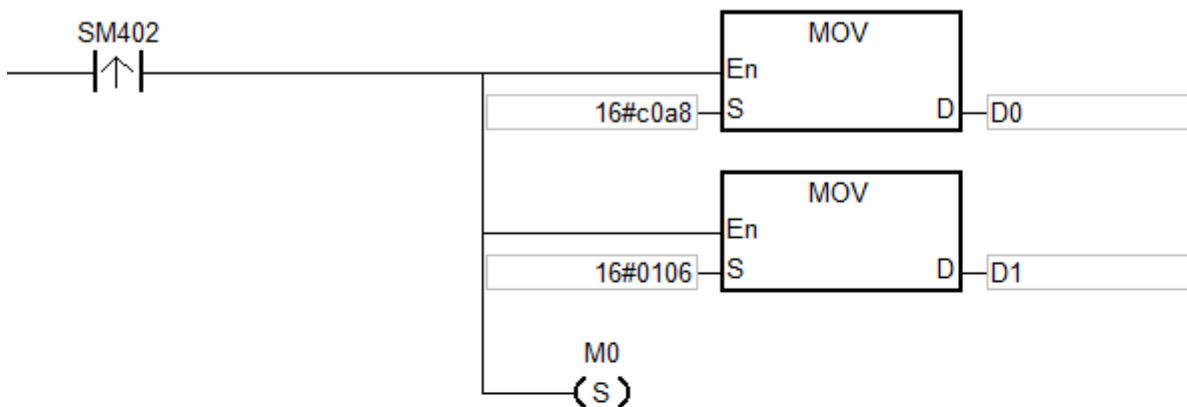 SM402
MOV
En
16#c0a8 S D D0
MOV
En
16#0106 S D D1
M0
S